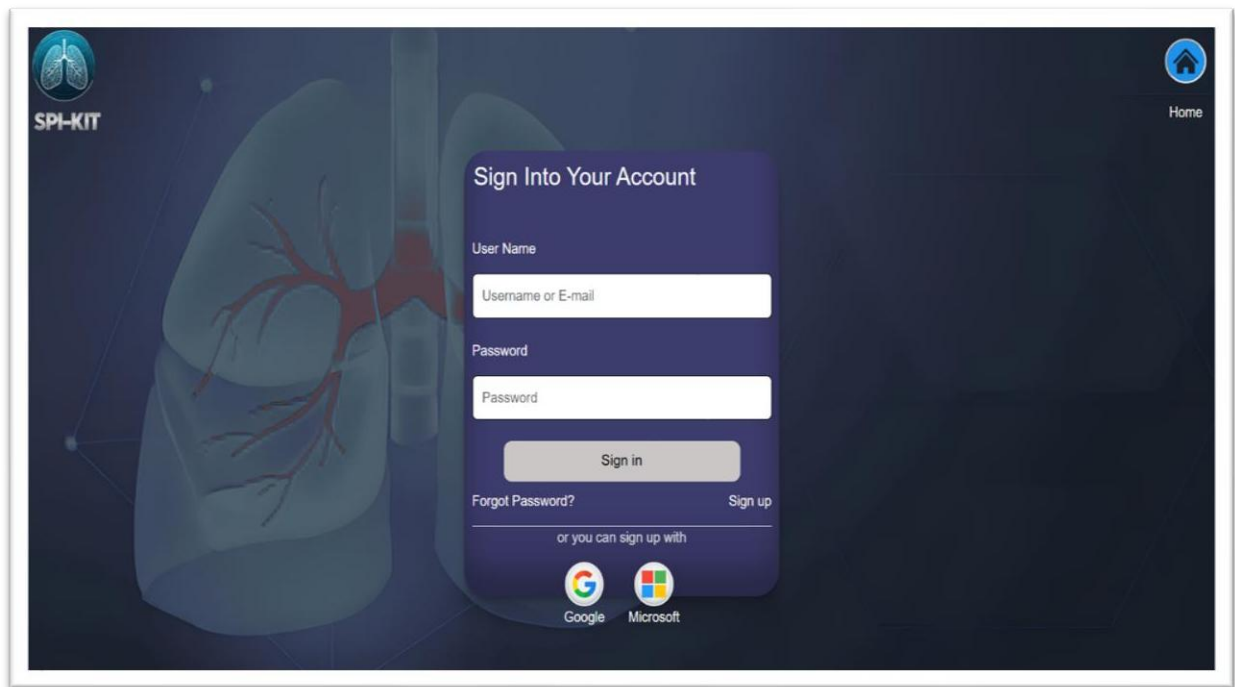 SPI-KIT
Home
Sign Into Your Account
User Name
Username or E-mail
Password
Password
Sign in
Forgot Password? Sign up
or you can sign up with
Google Microsoft